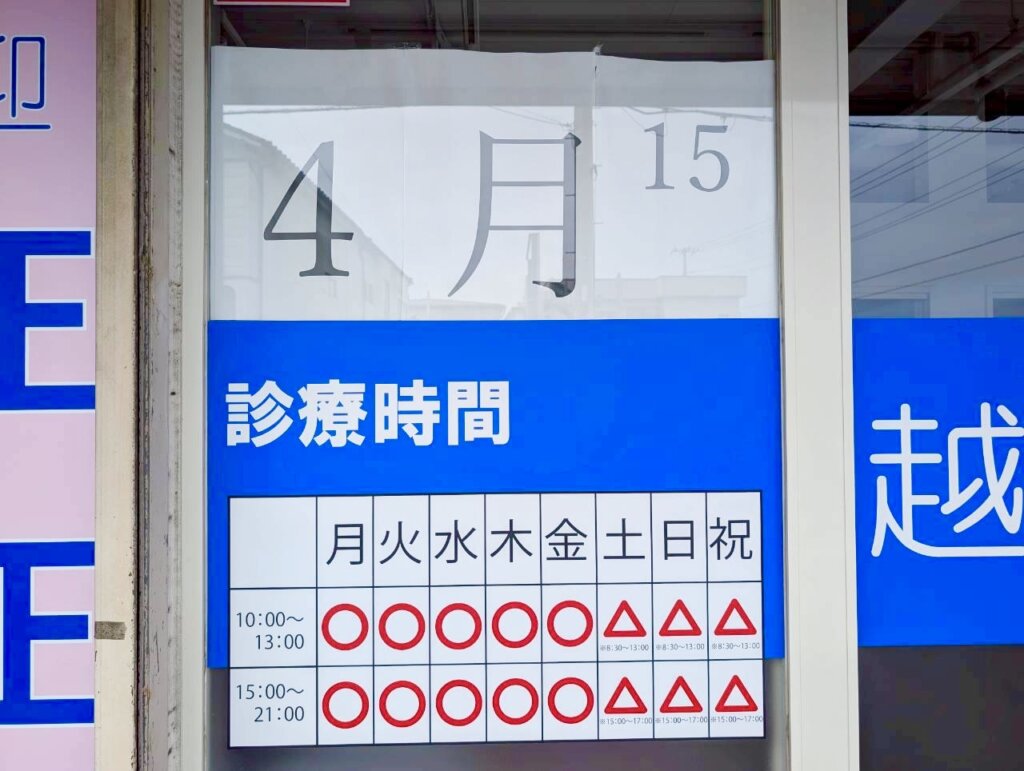 卯
4月 15
診療時間
月 火 水 木 金 土 日 祝
10:00～13:00 ○ ○ ○ ○ ○ △ △ △
※8:30～13:00 ※8:30～13:00 ※8:30～13:00
15:00～21:00 ○ ○ ○ ○ ○ △ △ △
※15:00～17:00 ※15:00～17:00 ※15:00～17:00
越